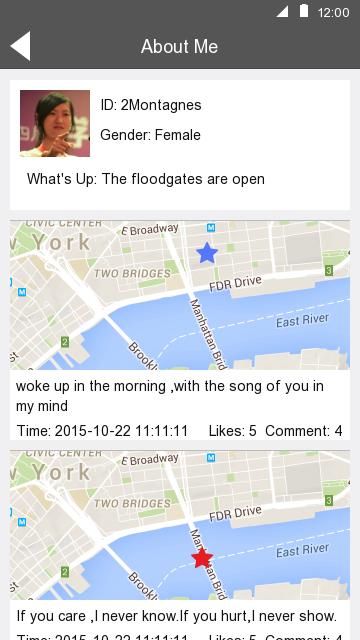 12:00
About Me
ID: 2Montagnes
Gender: Female
What's Up: The floodgates are open
CIVIC CENTER
E Broadway
M
York
TWO BRIDGES
3
FDR Drive
M
East River
Manhattan Brid
2
Brookl
woke up in the morning ,with the song of you in
my mind
Time: 2015-10-22 11:11:11 Likes: 5 Comment: 4
CIVIC CENTER
E Broadway
M
York
TWO BRIDGES
3
FDR Drive
M
East River
2
Brookl
If you care ,I never know.If you hurt,I never show.
Time: 2015-10-22 11:11:11 Likes: 5 Comment: 4